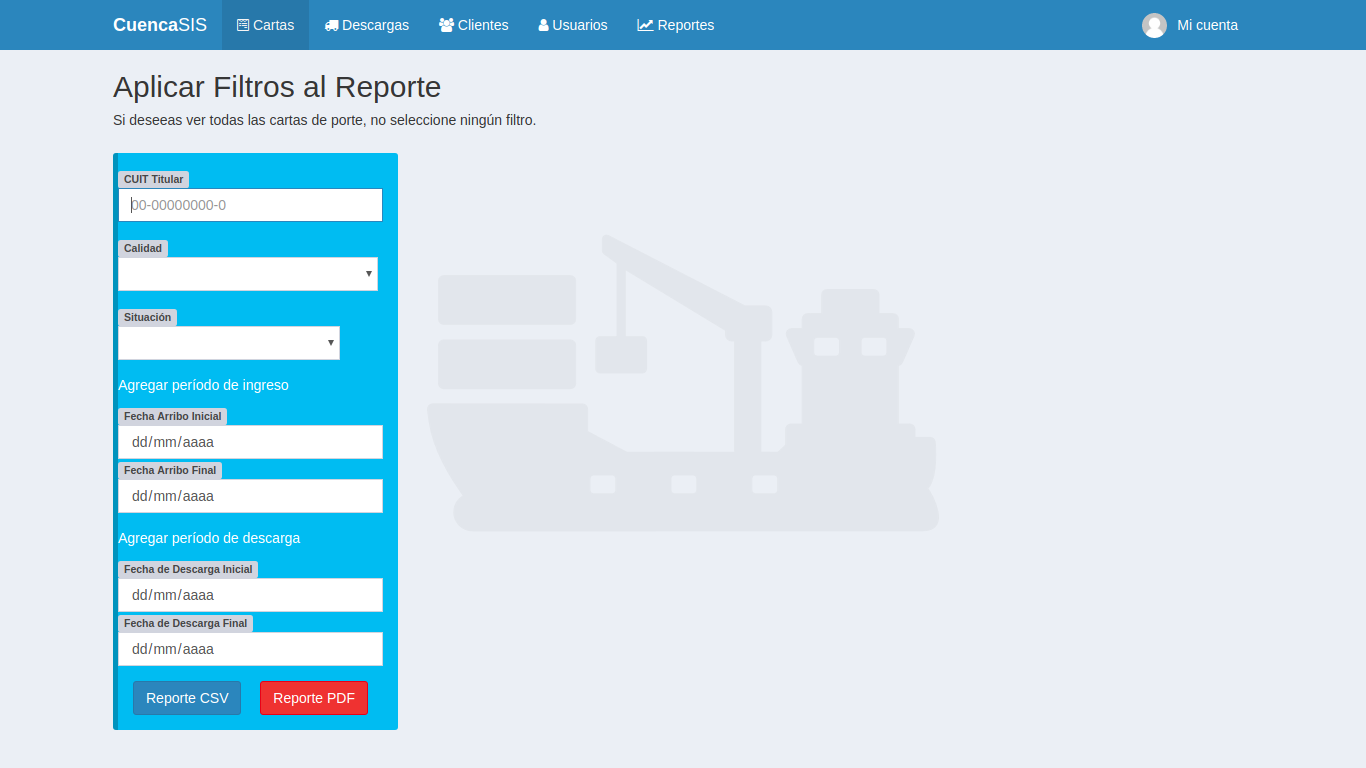 CuencaSIS Cartas Descargas Clientes Usuarios Reportes Mi cuenta
Aplicar Filtros al Reporte
Si deseeas ver todas las cartas de porte, no seleccione ningún filtro.
CUIT Titular
00-00000000-0
Calidad
Situación
Agregar período de ingreso
Fecha Arribo Inicial
dd/mm/aaaa
Fecha Arribo Final
dd/mm/aaaa
Agregar período de descarga
Fecha de Descarga Inicial
dd/mm/aaaa
Fecha de Descarga Final
dd/mm/aaaa
Reporte CSV Reporte PDF